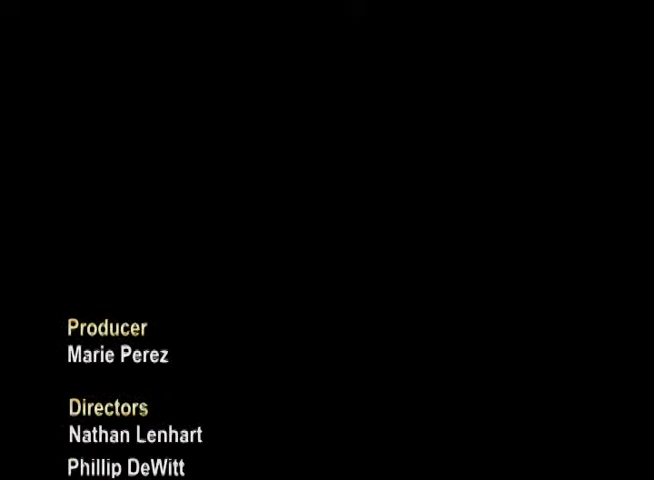 Producer
Marie Perez
Directors
Nathan Lenhart
Phillip DeWitt